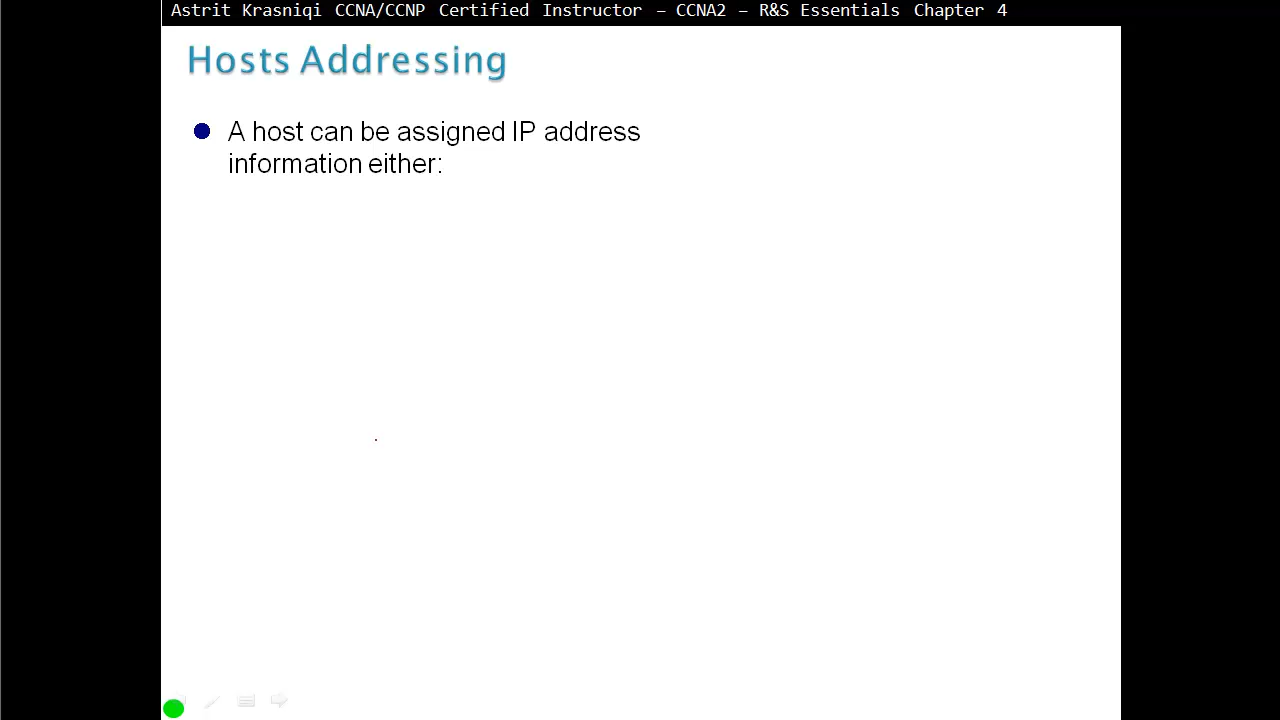 Astrit Krasniqi CCNA/CCNP Certified Instructor – CCNA2 – R&S Essentials Chapter 4
Hosts Addressing
A host can be assigned IP address
information either: